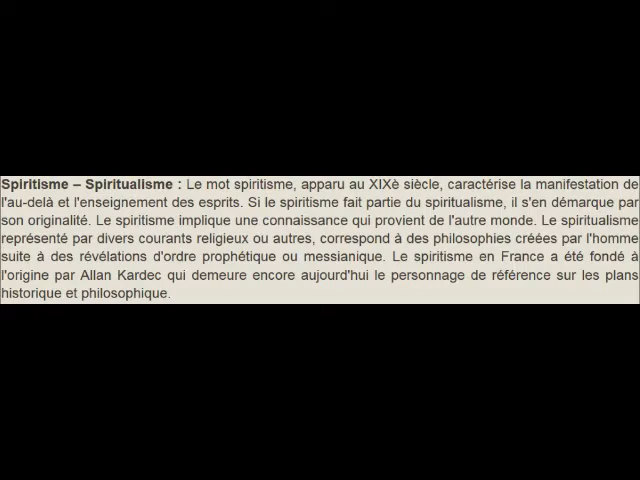 Spiritisme – Spiritualisme : Le mot spiritisme, apparu au XIXè siècle, caractérise la manifestation de
l'au-delà et l'enseignement des esprits. Si le spiritisme fait partie du spiritualisme, il s'en démarque par
son originalité. Le spiritisme implique une connaissance qui provient de l'autre monde. Le spiritualisme
représenté par divers courants religieux ou autres, correspond à des philosophies créées par l'homme
suite à des révélations d'ordre prophétique ou messianique. Le spiritisme en France a été fondé à
l'origine par Allan Kardec qui demeure encore aujourd'hui le personnage de référence sur les plans
historique et philosophique.